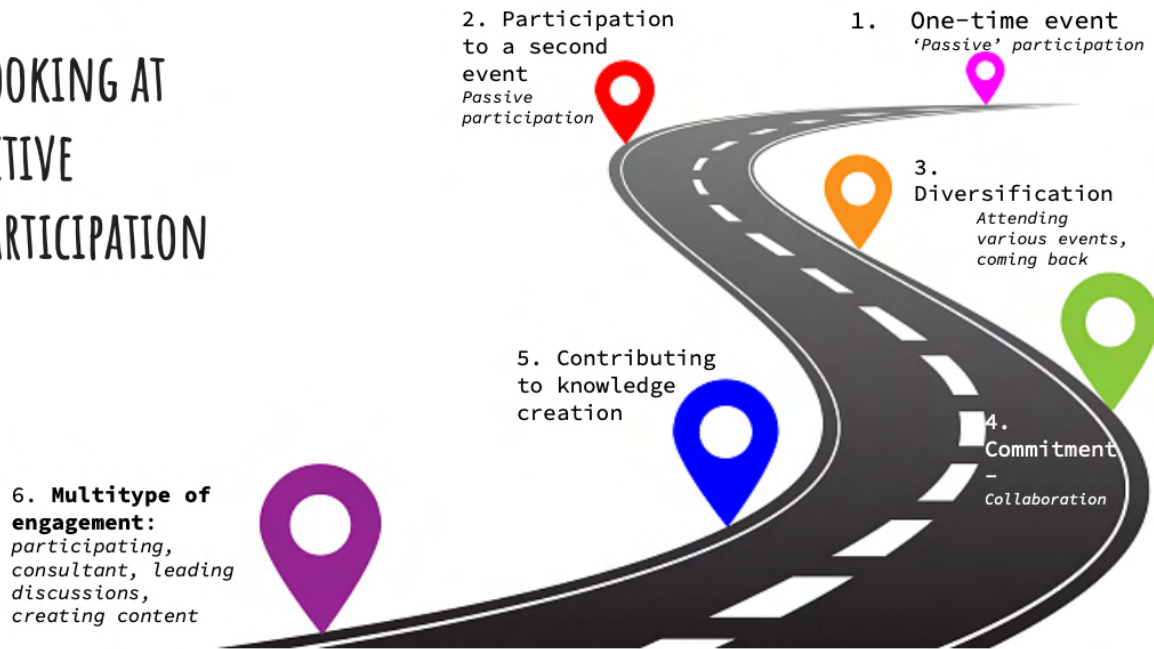 OOKING AT
TIVE
ARTICIPATION
1. One-time event
‘Passive’ participation
2. Participation
to a second
event
Passive
participation
3.
Diversification
Attending
various events,
coming back
4.
Commitment
–
Collaboration
5. Contributing
to knowledge
creation
6. Multitype of
engagement:
participating,
consultant, leading
discussions,
creating content